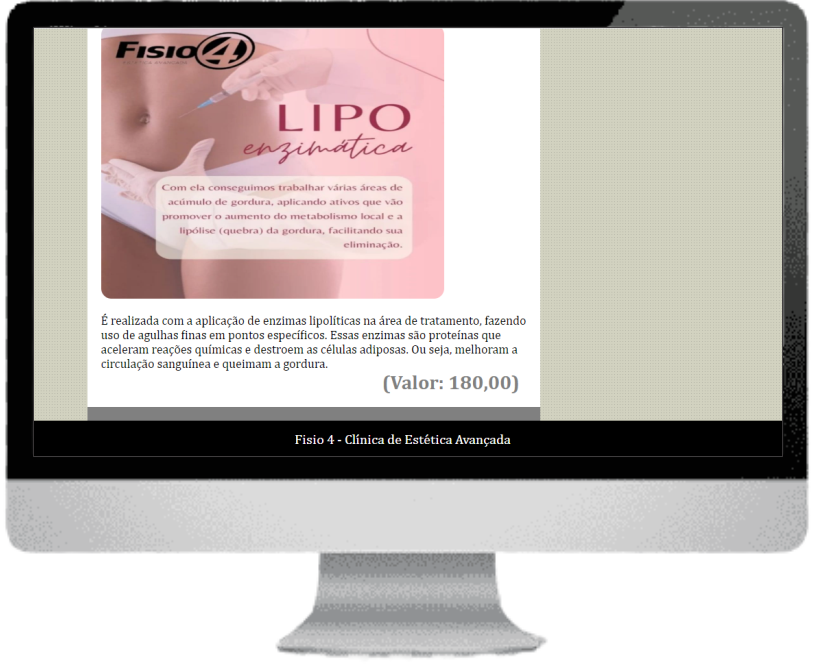 Fisio 4
LIPO
enzimática
Com ela conseguimos trabalhar várias áreas de
acúmulo de gordura, aplicando ativos que vão
promover o aumento do metabolismo local e a
lipólise (quebra) da gordura, facilitando sua
eliminação.
É realizada com a aplicação de enzimas lipolíticas na área de tratamento, fazendo
uso de agulhas finas em pontos específicos. Essas enzimas são proteínas que
aceleram reações químicas e destroem as células adiposas. Ou seja, melhoram a
circulação sanguínea e queimam a gordura.
(Valor: 180,00)
Fisio 4 - Clínica de Estética Avançada